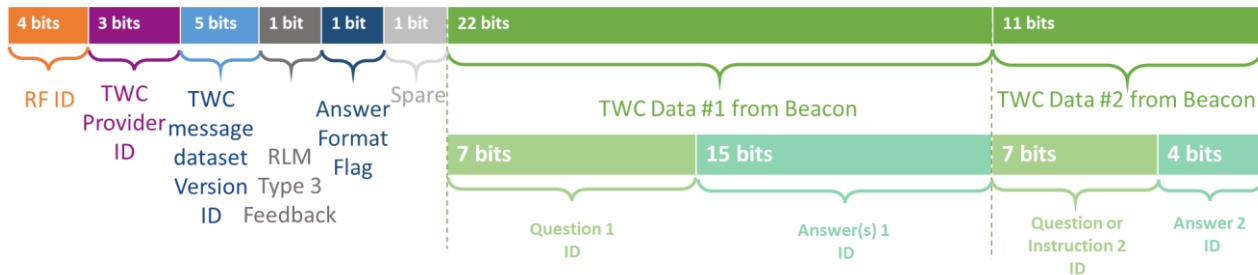 4 bits
3 bits
5 bits
1 bit
1 bit
1 bit
22 bits
11 bits
RF ID
TWC
Provider
ID
TWC
message
dataset
Version
ID
RLM
Type 3
Feedback
Answer
Format
Flag
Spare
TWC Data #1 from Beacon
TWC Data #2 from Beacon
7 bits
15 bits
7 bits
4 bits
Question 1
ID
Answer(s) 1
ID
Question or
Instruction 2
ID
Answer 2
ID